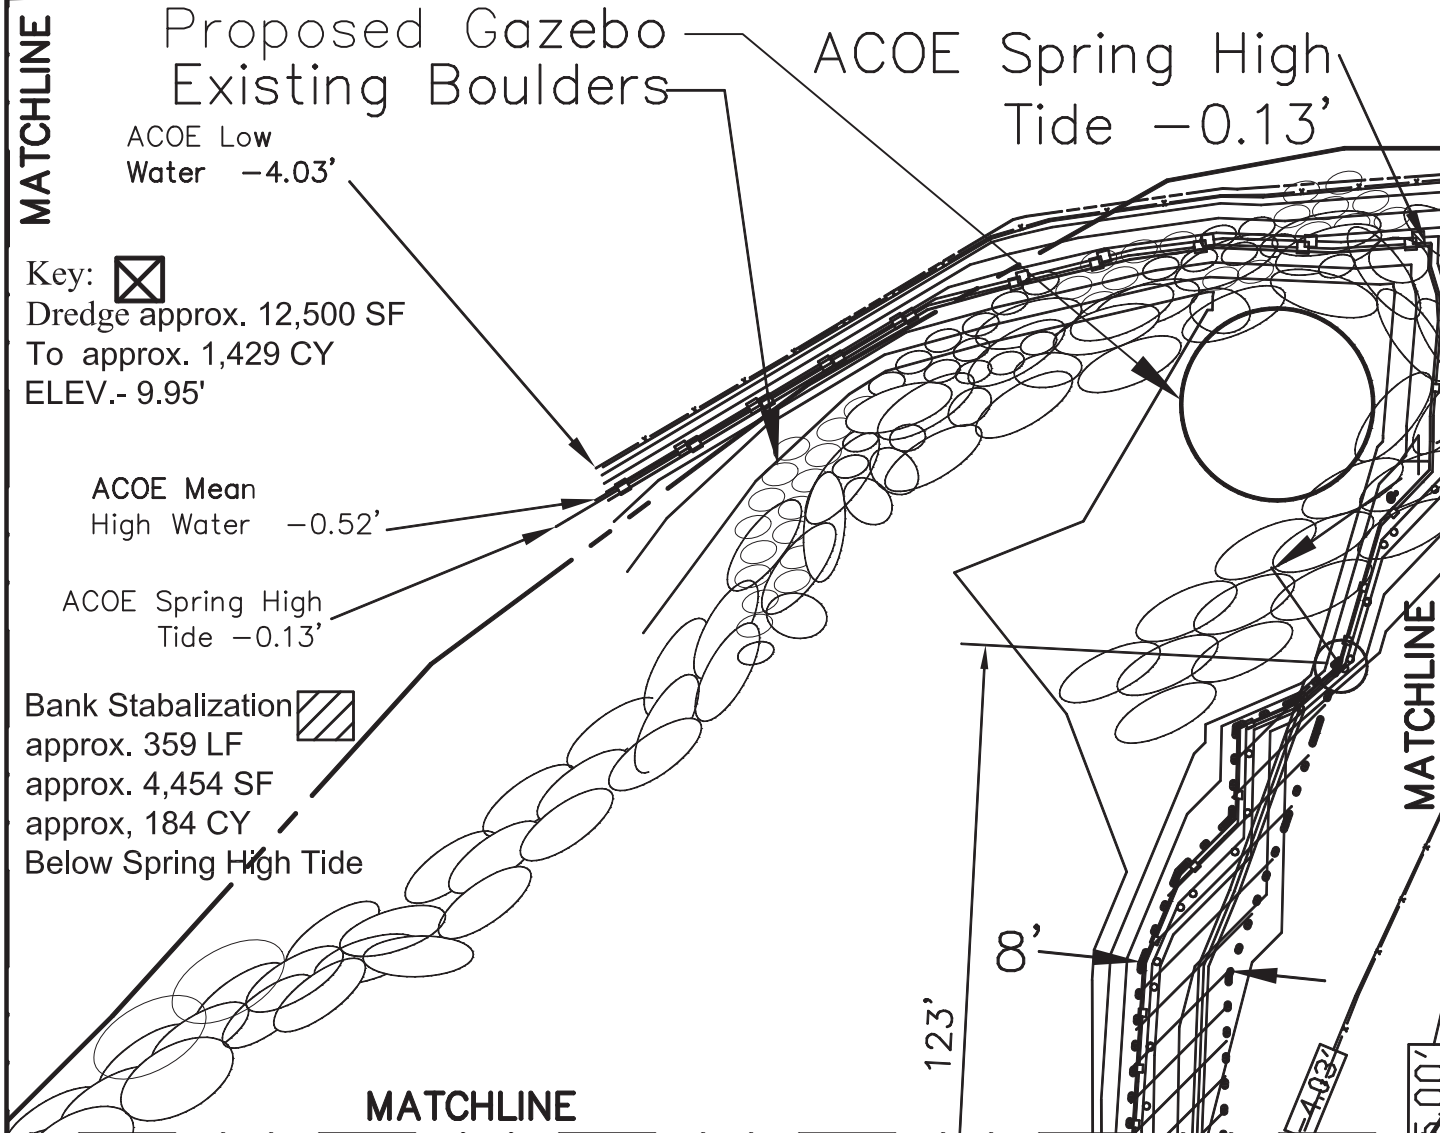 MATCHLINE
Proposed Gazebo
Existing Boulders
ACOE Spring High
Tide -0.13'
ACOE Low
Water -4.03'
Key:
Dredge approx. 12,500 SF
To approx. 1,429 CY
ELEV.- 9.95'
ACOE Mean
High Water -0.52'
ACOE Spring High
Tide -0.13'
Bank Stabalization
approx. 359 LF
approx. 4,454 SF
approx, 184 CY
Below Spring High Tide
MATCHLINE
8'
123'
-4.03'
MATCHLINE